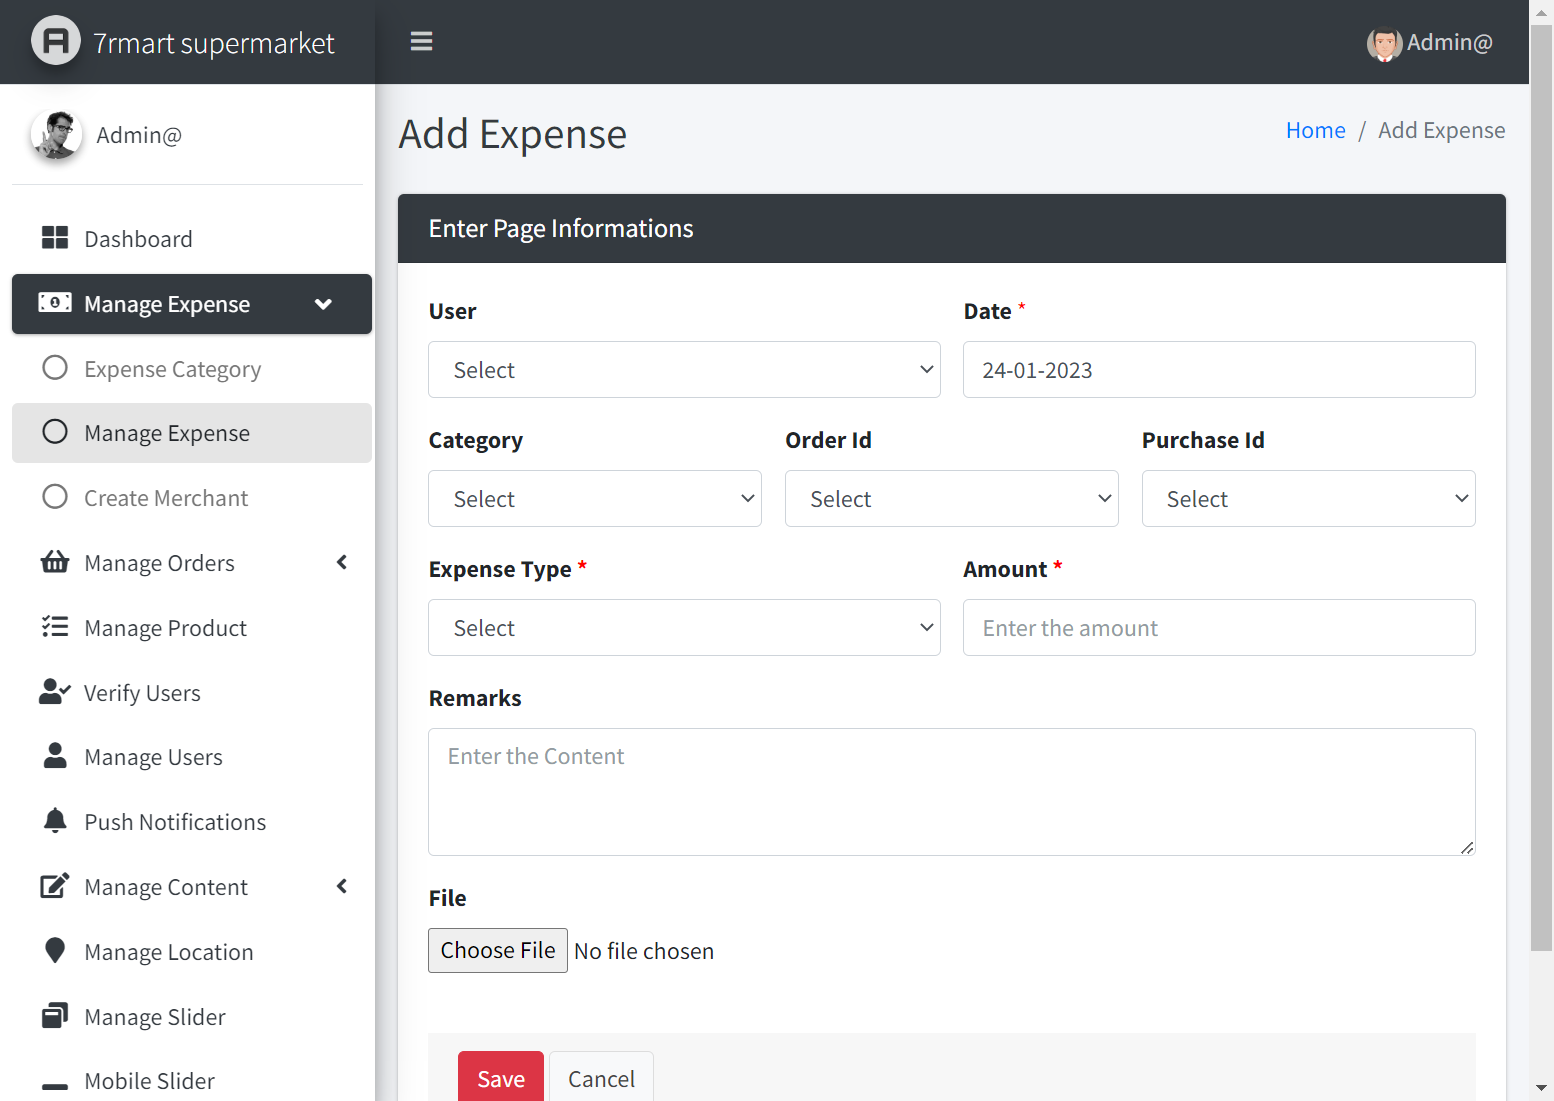 7rmart supermarket
Admin@
Admin@
Dashboard
Manage Expense
Expense Category
Manage Expense
Create Merchant
Manage Orders
Manage Product
Verify Users
Manage Users
Push Notifications
Manage Content
Manage Location
Manage Slider
Mobile Slider
Add Expense
Home / Add Expense
Enter Page Informations
User
Date *
Select
24-01-2023
Category
Order Id
Purchase Id
Select
Select
Select
Expense Type *
Amount *
Select
Enter the amount
Remarks
Enter the Content
File
Choose File No file chosen
Save
Cancel